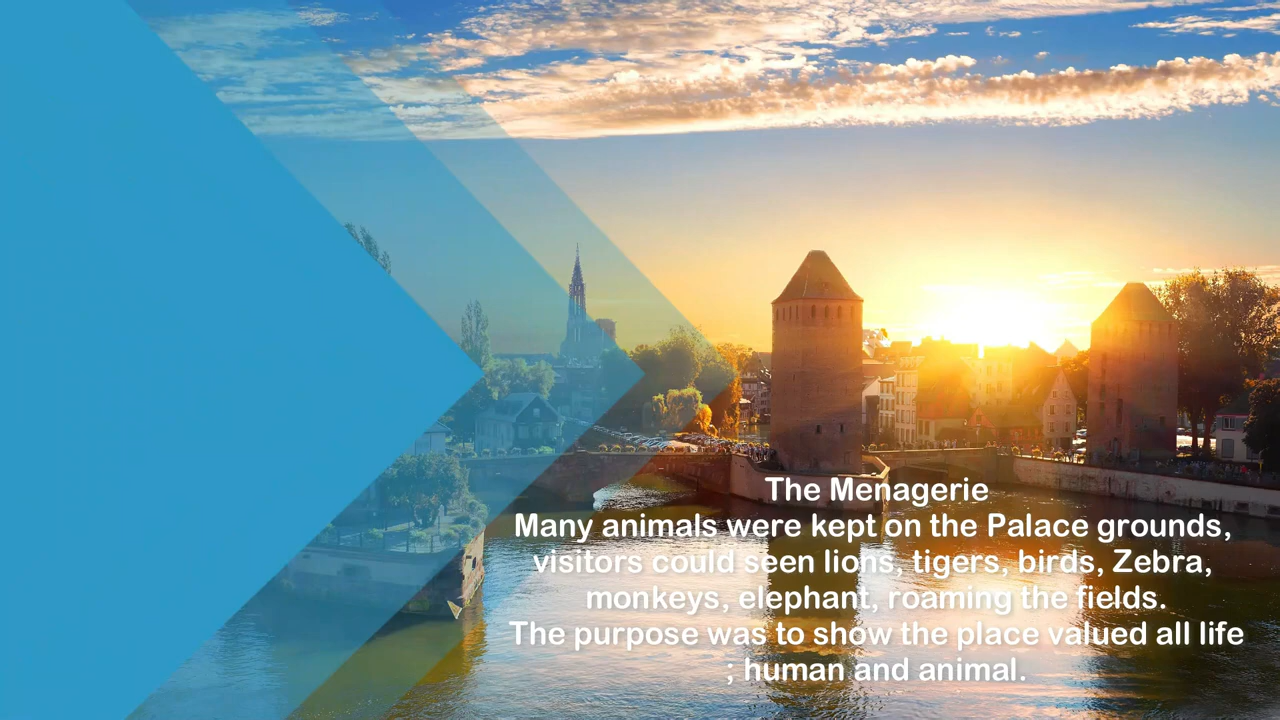 The Menagerie
Many animals were kept on the Palace grounds,
visitors could seen lions, tigers, birds, Zebra,
monkeys, elephant, roaming the fields.
The purpose was to show the place valued all life
; human and animal.